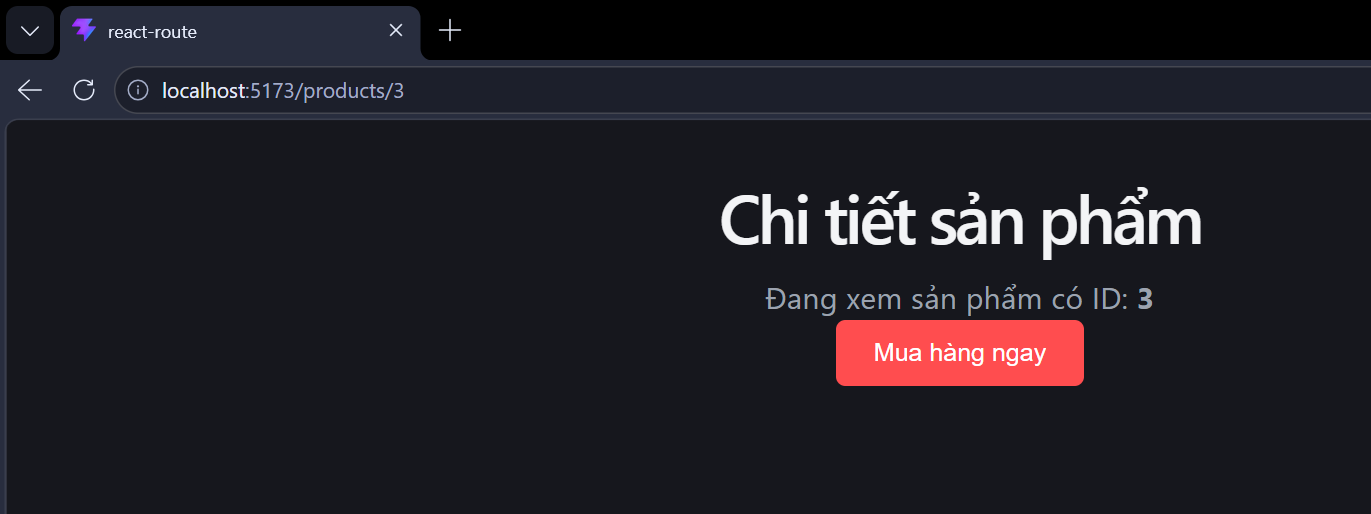 react-route
localhost:5173/products/3
Chi tiết sản phẩm
Đang xem sản phẩm có ID: 3
Mua hàng ngay